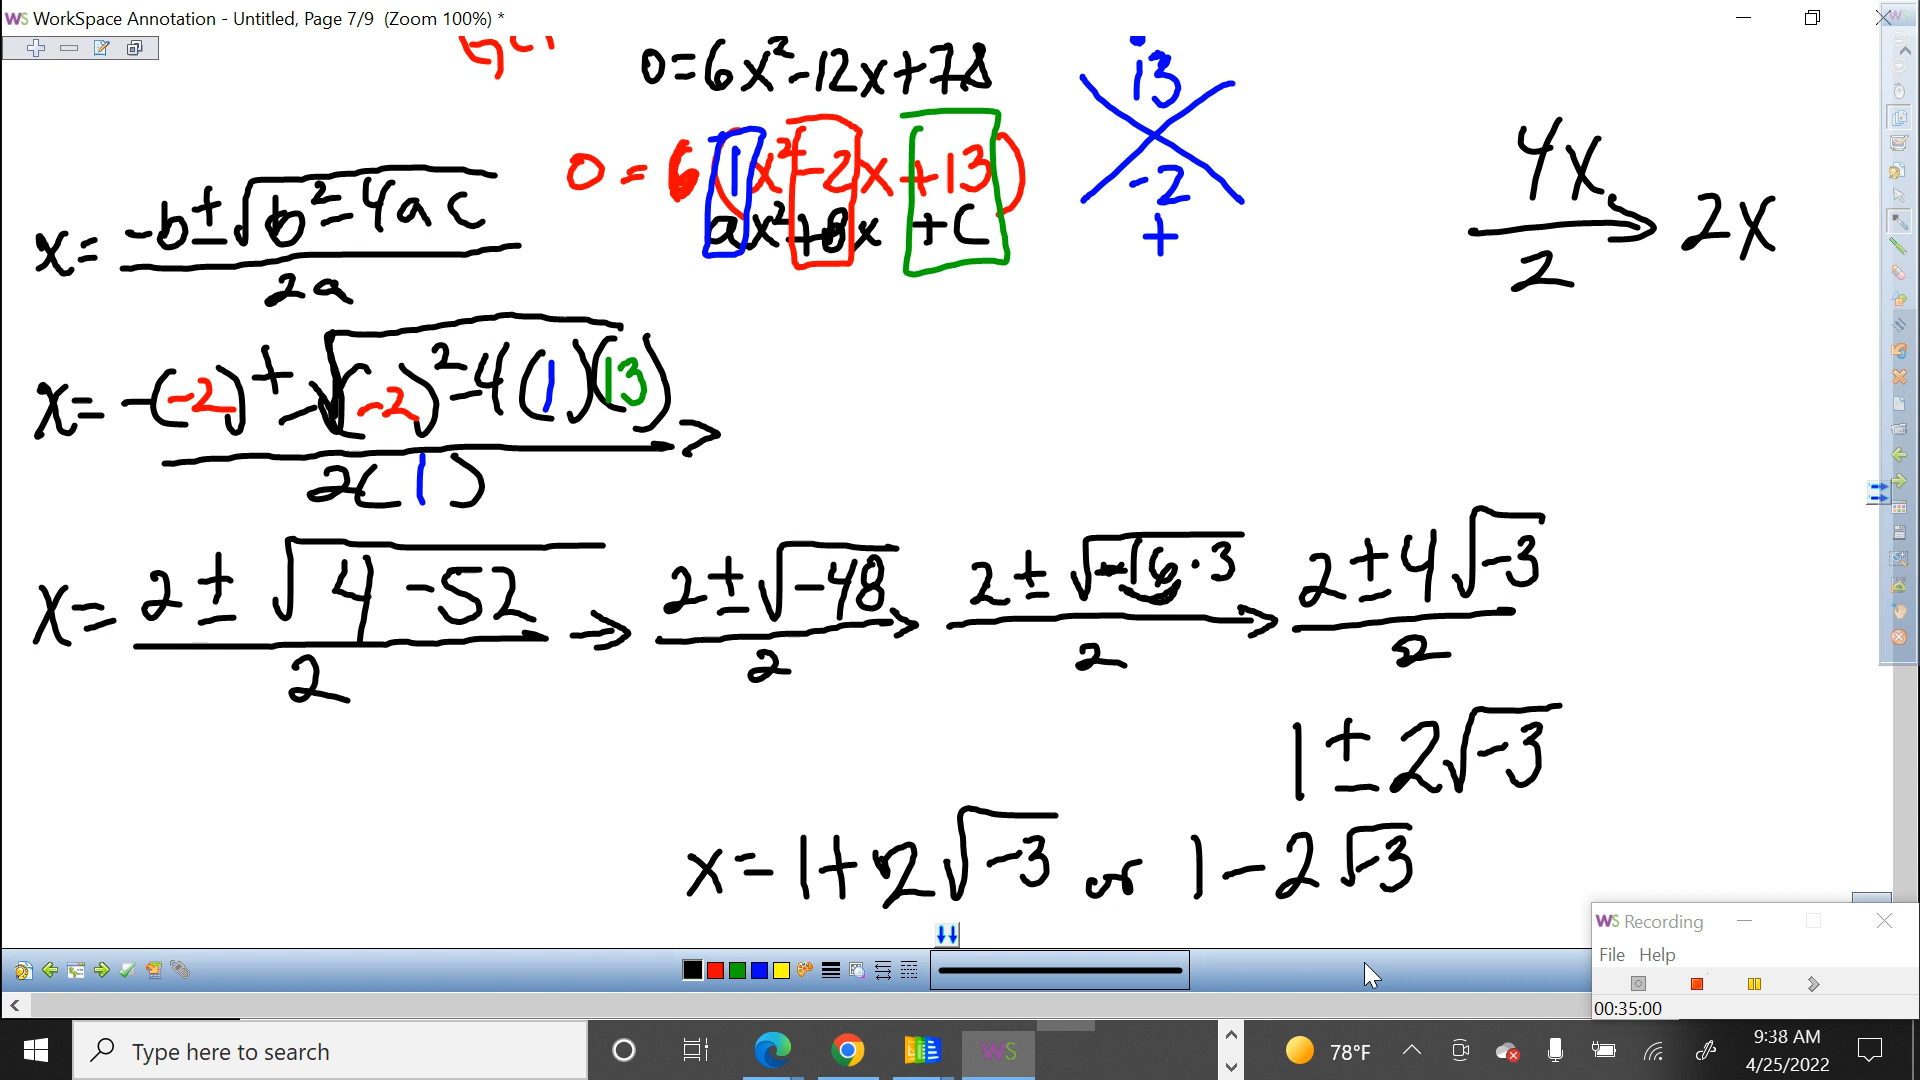 WorkSpace Annotation - Untitled, Page 7/9 (Zoom 100%) *
0=6x²-12x+78
13
-2
+
0 = 6(1x²-2x+13)
ax²+Bx+C
4x
2
2x
x= -b±√b²-4ac
2a
x= -(-2)±√(-2)²-4(1)(13)
2(1)
x= 2±√4-52
2
2±√-48
2
2±√-16·3
2
2±4√-3
2
1±2√-3
x=1+2√-3 or 1-2√-3
WS Recording
File Help
00:35:00
Type here to search
WS
78°F
9:38 AM
4/25/2022